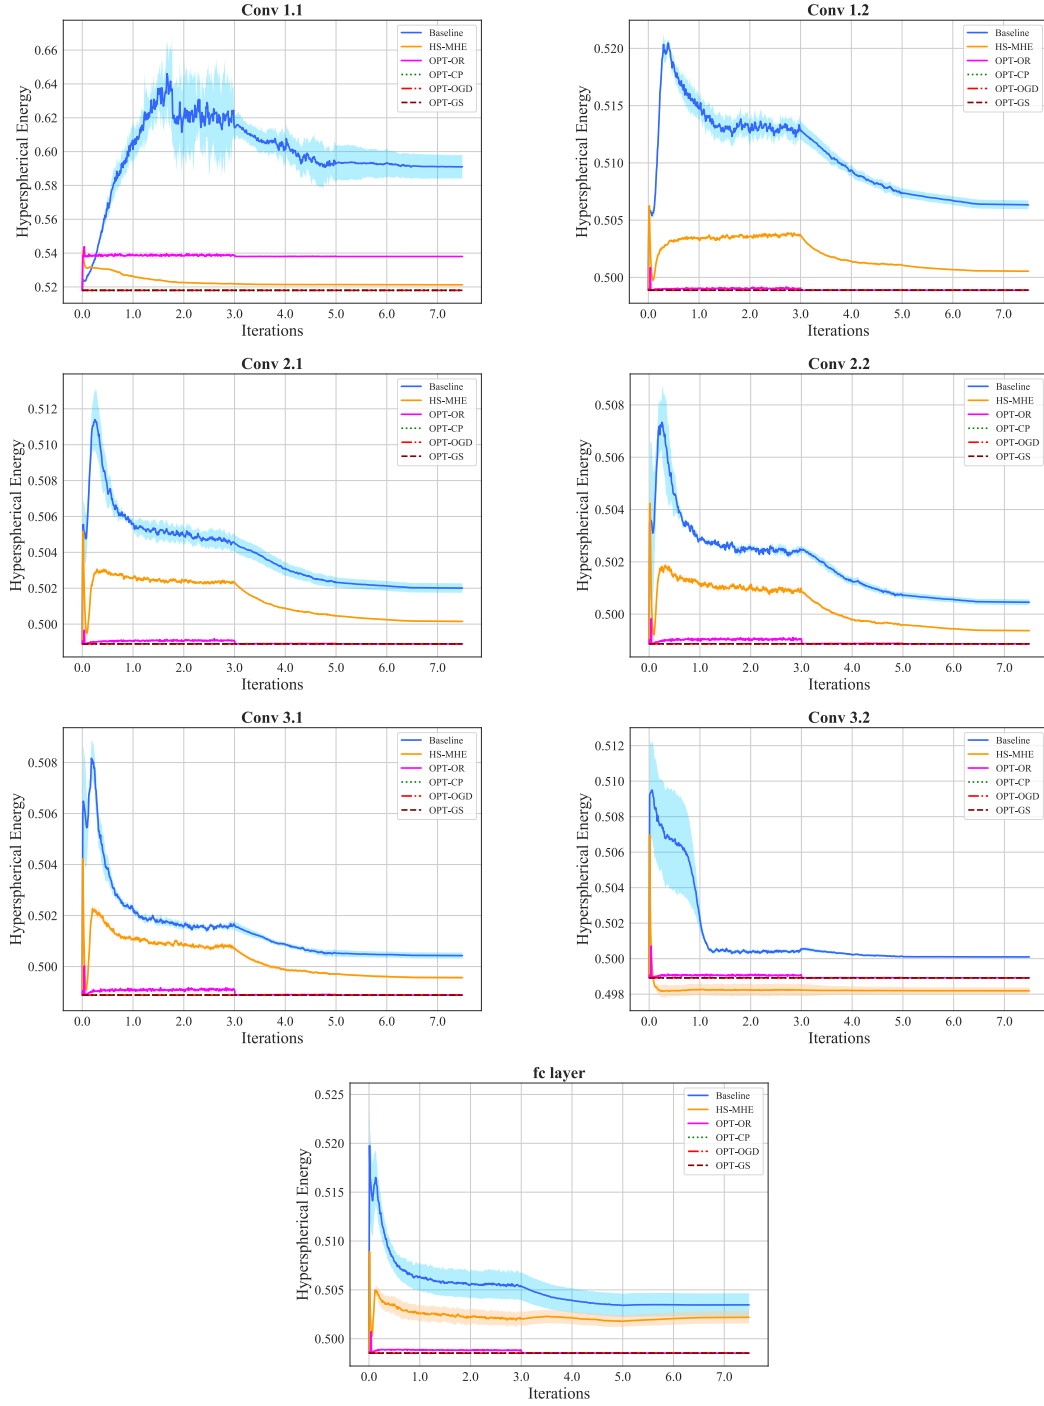 Conv 1.1
Hyperspherical Energy
0.66
0.64
0.62
0.60
0.58
0.56
0.54
0.52
0.0 1.0 2.0 3.0 4.0 5.0 6.0 7.0
Iterations
Baseline
HS-MHE
OPT-OR
OPT-CP
OPT-OGD
OPT-GS
Conv 1.2
Hyperspherical Energy
0.520
0.515
0.510
0.505
0.500
0.0 1.0 2.0 3.0 4.0 5.0 6.0 7.0
Iterations
Baseline
HS-MHE
OPT-OR
OPT-CP
OPT-OGD
OPT-GS
Conv 2.1
Hyperspherical Energy
0.512
0.510
0.508
0.506
0.504
0.502
0.500
0.0 1.0 2.0 3.0 4.0 5.0 6.0 7.0
Iterations
Baseline
HS-MHE
OPT-OR
OPT-CP
OPT-OGD
OPT-GS
Conv 2.2
Hyperspherical Energy
0.508
0.506
0.504
0.502
0.500
0.0 1.0 2.0 3.0 4.0 5.0 6.0 7.0
Iterations
Baseline
HS-MHE
OPT-OR
OPT-CP
OPT-OGD
OPT-GS
Conv 3.1
Hyperspherical Energy
0.508
0.506
0.504
0.502
0.500
0.0 1.0 2.0 3.0 4.0 5.0 6.0 7.0
Iterations
Baseline
HS-MHE
OPT-OR
OPT-CP
OPT-OGD
OPT-GS
Conv 3.2
Hyperspherical Energy
0.512
0.510
0.508
0.506
0.504
0.502
0.500
0.498
0.0 1.0 2.0 3.0 4.0 5.0 6.0 7.0
Iterations
Baseline
HS-MHE
OPT-OR
OPT-CP
OPT-OGD
OPT-GS
fc layer
Hyperspherical Energy
0.525
0.520
0.515
0.510
0.505
0.500
0.0 1.0 2.0 3.0 4.0 5.0 6.0 7.0
Iterations
Baseline
HS-MHE
OPT-OR
OPT-CP
OPT-OGD
OPT-GS